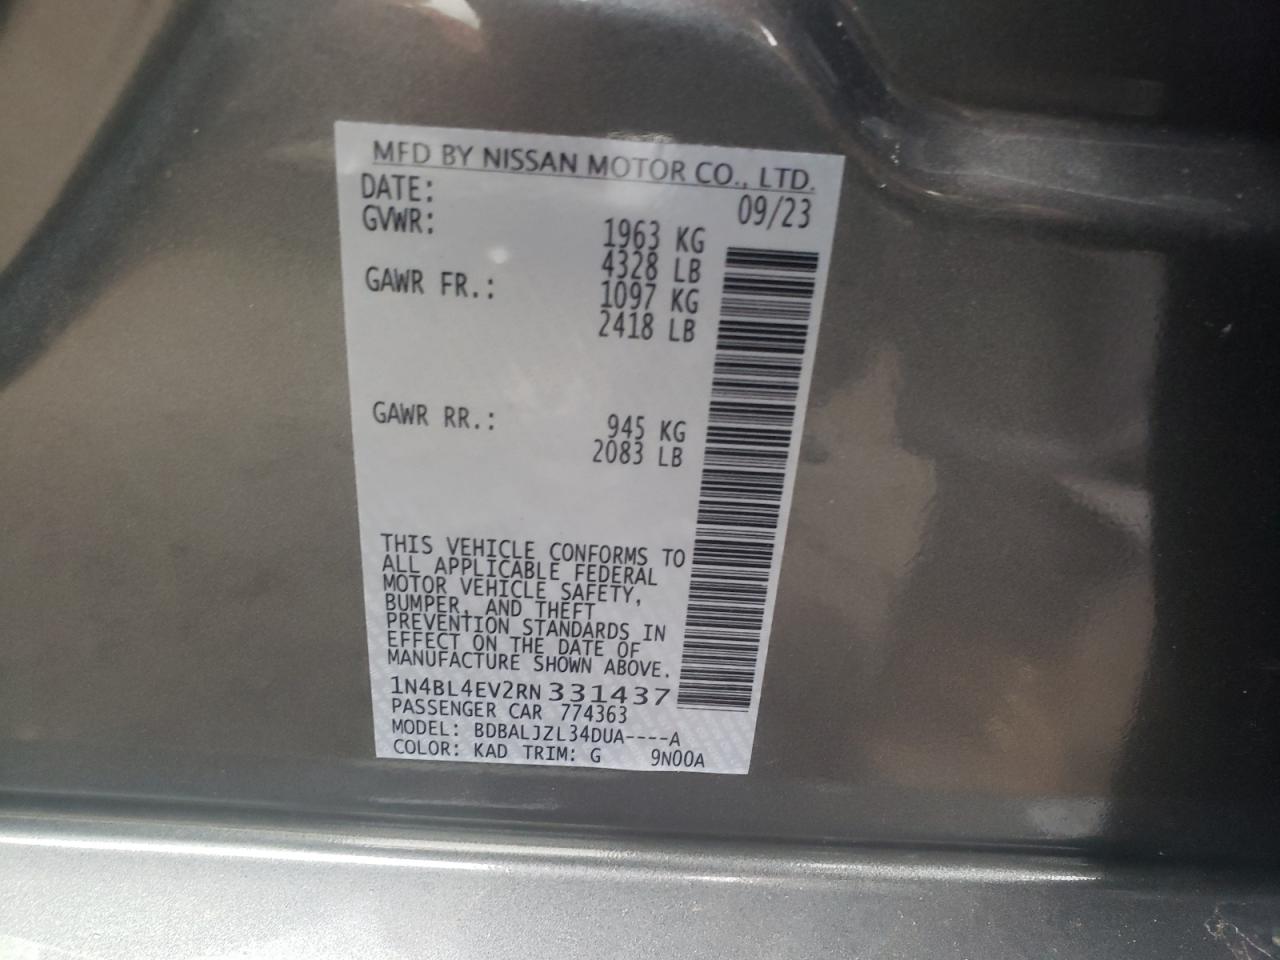 MFD BY NISSAN MOTOR CO., LTD.
DATE: 09/23
GVWR: 1963 KG
4328 LB
GAWR FR.: 1097 KG
2418 LB
GAWR RR.: 945 KG
2083 LB
THIS VEHICLE CONFORMS TO
ALL APPLICABLE FEDERAL
MOTOR VEHICLE SAFETY,
BUMPER, AND THEFT
PREVENTION STANDARDS IN
EFFECT ON THE DATE OF
MANUFACTURE SHOWN ABOVE.
1N4BL4EV2RN331437
PASSENGER CAR 774363
MODEL: BDBALJZL34DUA----A
COLOR: KAD TRIM: G 9N00A